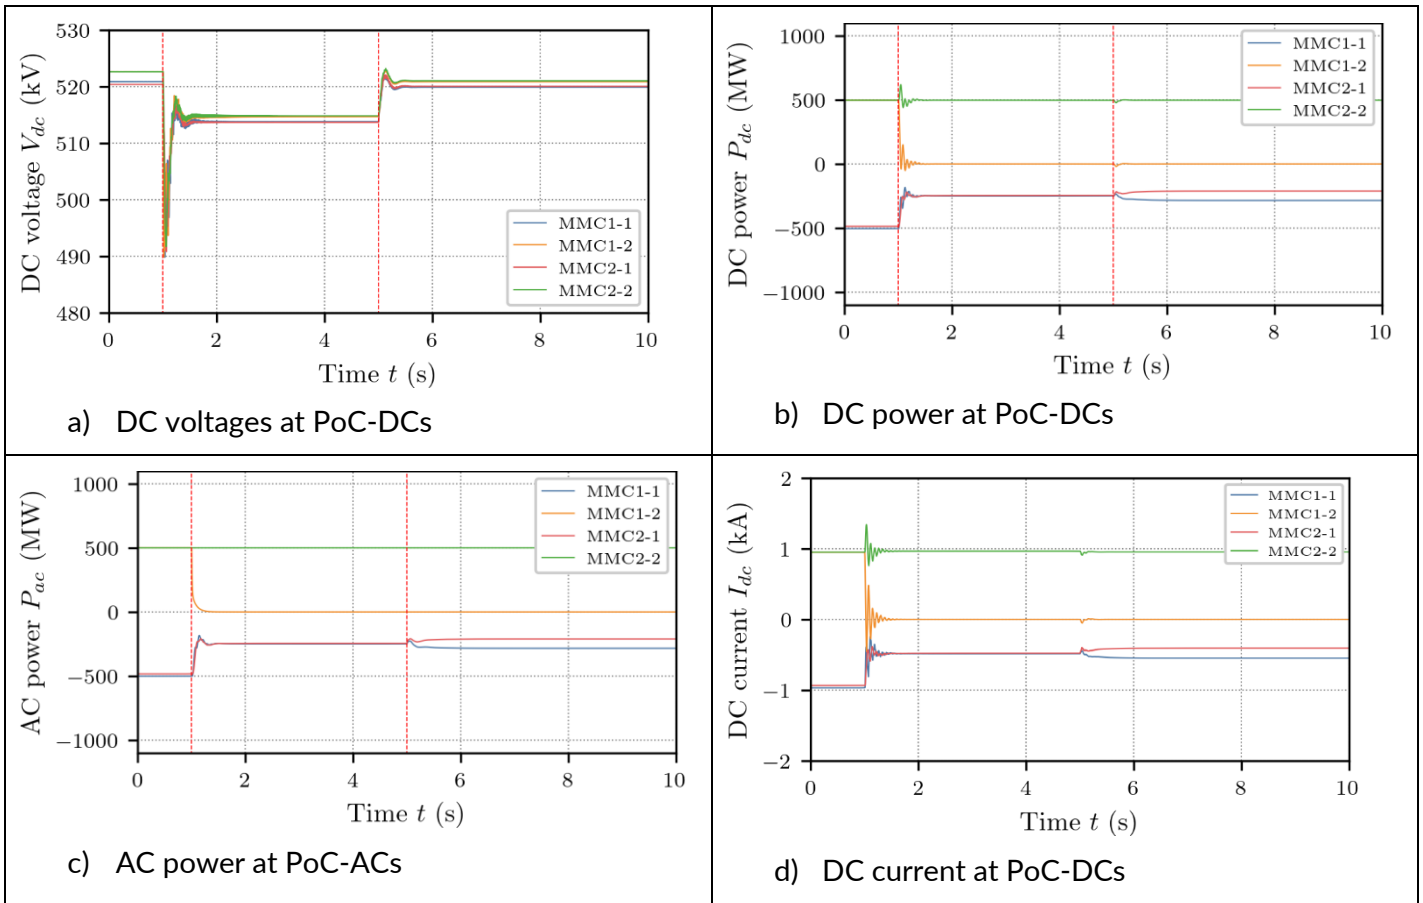 530
520
510
500
490
480
DC voltage V_dc (kV)
MMC1-1
MMC1-2
MMC2-1
MMC2-2
0 2 4 6 8 10
Time t (s)
a) DC voltages at PoC-DCs
1000
500
0
−500
−1000
DC power P_dc (MW)
MMC1-1
MMC1-2
MMC2-1
MMC2-2
0 2 4 6 8 10
Time t (s)
b) DC power at PoC-DCs
1000
500
0
−500
−1000
AC power P_ac (MW)
MMC1-1
MMC1-2
MMC2-1
MMC2-2
0 2 4 6 8 10
Time t (s)
c) AC power at PoC-ACs
2
1
0
−1
−2
DC current I_dc (kA)
MMC1-1
MMC1-2
MMC2-1
MMC2-2
0 2 4 6 8 10
Time t (s)
d) DC current at PoC-DCs